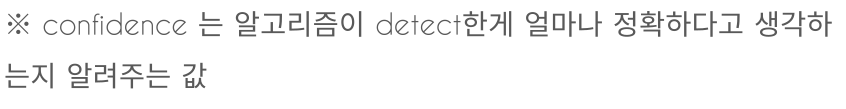 ※ confidence 는 알고리즘이 detect한게 얼마나 정확하다고 생각하
는지 알려주는 값